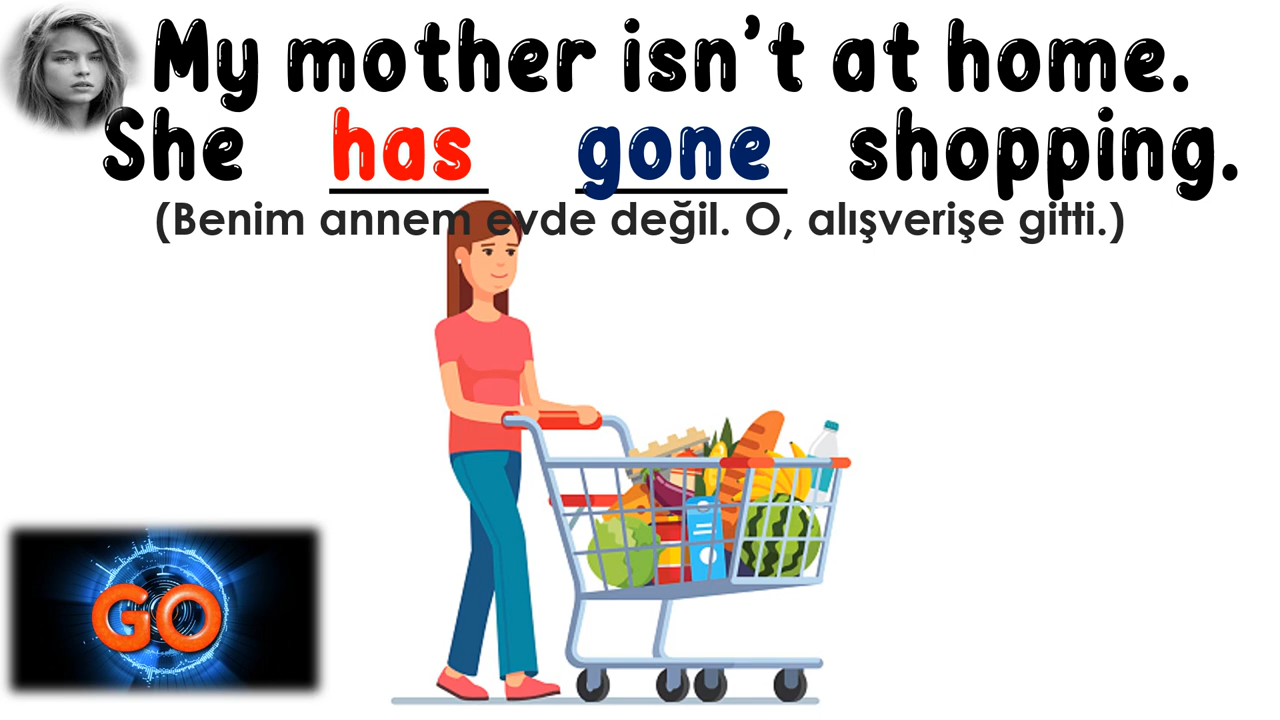 My mother isn't at home.
She has gone shopping.
(Benim annem evde değil. O, alışverişe gitti.)
GO